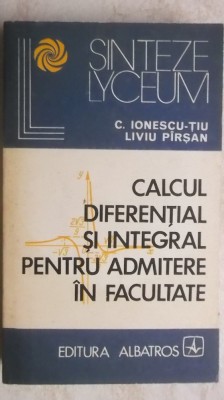 SINTEZE
LYCEUM
C. IONESCU-ȚIU
LIVIU PÎRȘAN
CALCUL
DIFERENȚIAL
ȘI INTEGRAL
PENTRU ADMITERE
ÎN FACULTATE
EDITURA ALBATROS